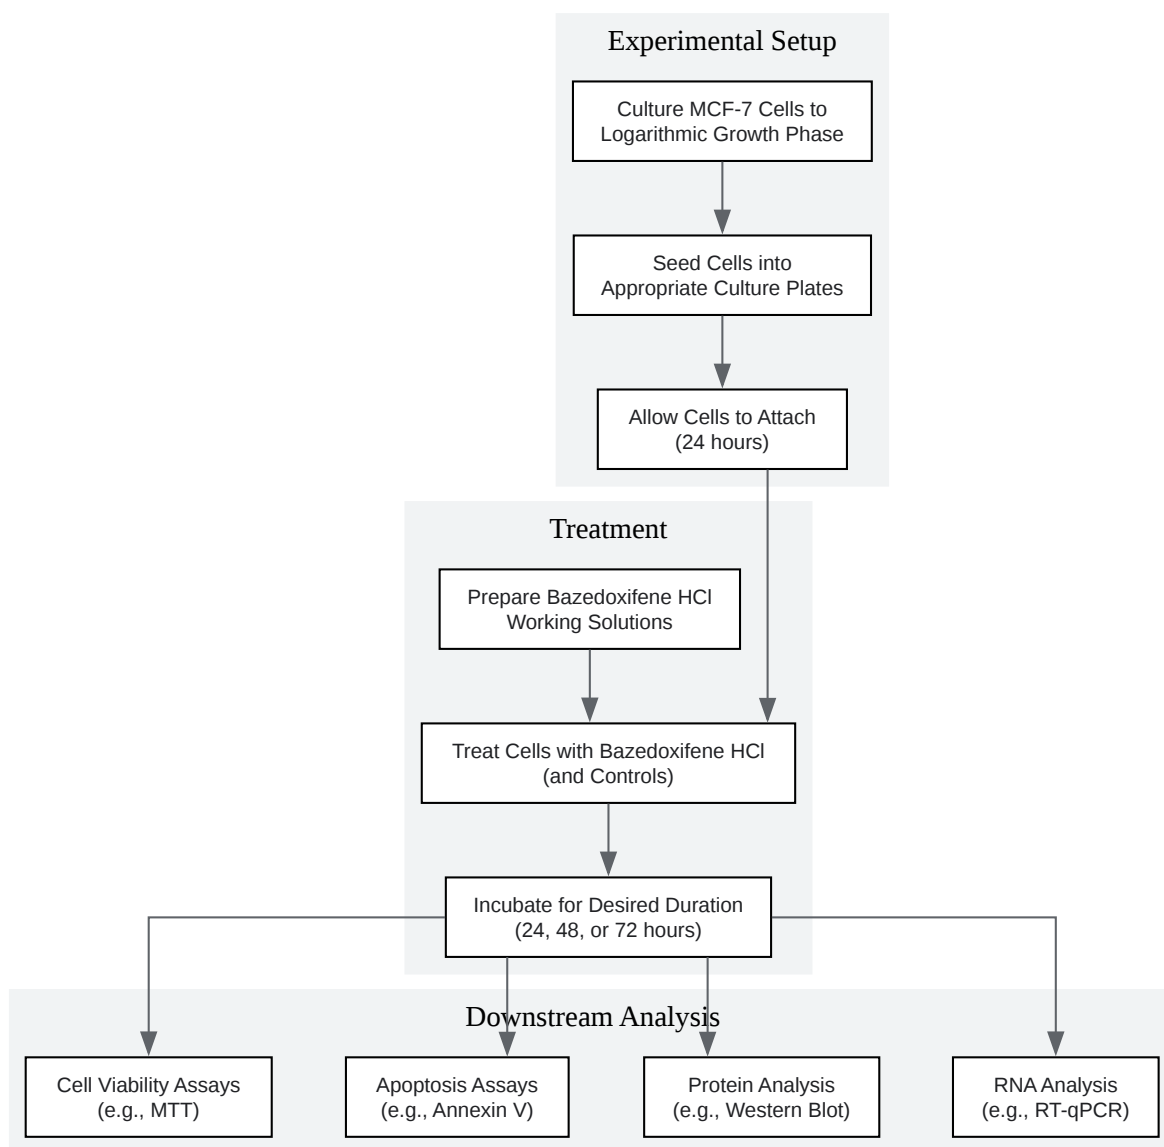 Experimental Setup
Culture MCF-7 Cells to
Logarithmic Growth Phase
Seed Cells into
Appropriate Culture Plates
Allow Cells to Attach
(24 hours)
Treatment
Prepare Bazedoxifene HCl
Working Solutions
Treat Cells with Bazedoxifene HCl
(and Controls)
Incubate for Desired Duration
(24, 48, or 72 hours)
Downstream Analysis
Cell Viability Assays
(e.g., MTT)
Apoptosis Assays
(e.g., Annexin V)
Protein Analysis
(e.g., Western Blot)
RNA Analysis
(e.g., RT-qPCR)